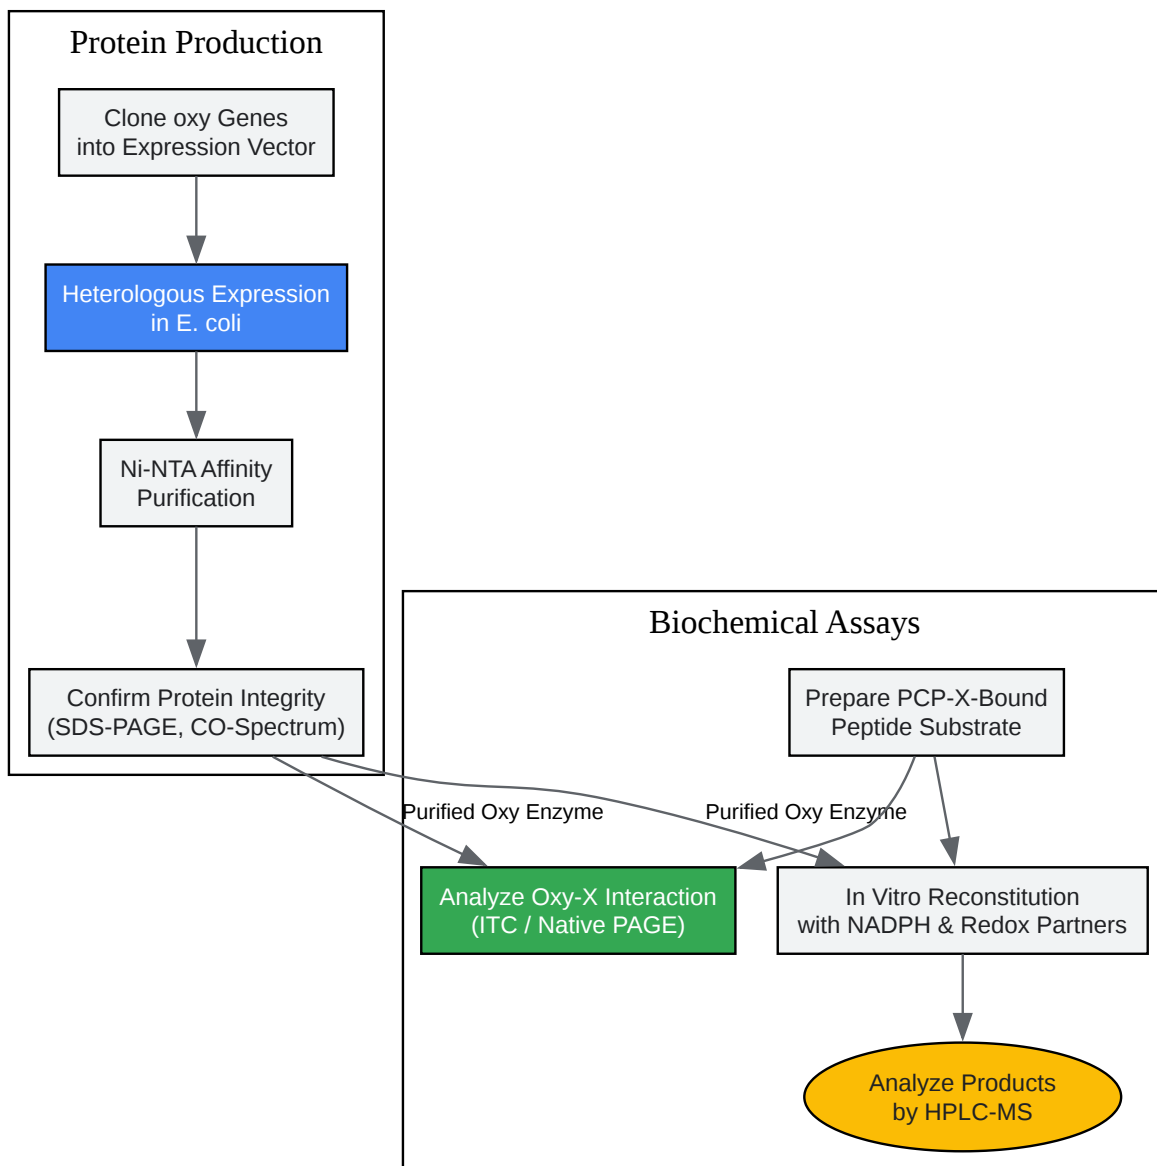 Protein Production
Clone oxy Genes
into Expression Vector
Heterologous Expression
in E. coli
Ni-NTA Affinity
Purification
Confirm Protein Integrity
(SDS-PAGE, CO-Spectrum)
Biochemical Assays
Prepare PCP-X-Bound
Peptide Substrate
Purified Oxy Enzyme
Purified Oxy Enzyme
Analyze Oxy-X Interaction
(ITC / Native PAGE)
In Vitro Reconstitution
with NADPH & Redox Partners
Analyze Products
by HPLC-MS